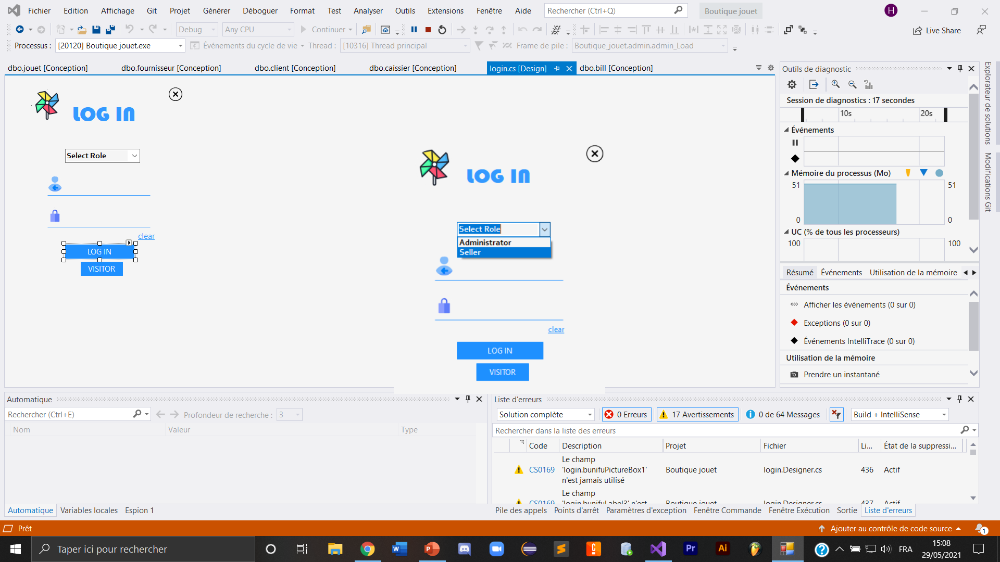 Fichier Edition Affichage Git Projet Générer Déboguer Format Test Analyser Outils Extensions Fenêtre Aide Rechercher (Ctrl+Q) Boutique jouet H
Debug Any CPU Continuer Live Share
Processus : [20120] Boutique jouet.exe Événements du cycle de vie Thread : [10316] Thread principal Frame de pile : Boutique_jouet.admin.admin_Load
dbo.jouet [Conception] dbo.fournisseur [Conception] dbo.client [Conception] dbo.caissier [Conception] login.cs [Design] dbo.bill [Conception]
LOG IN
Select Role
clear
LOG IN
VISITOR
LOG IN
Select Role
Administrator
Seller
clear
LOG IN
VISITOR
Outils de diagnostic
Session de diagnostics : 17 secondes
10s 20s
Événements
Mémoire du processus (Mo)
51 51
0 0
UC (% de tous les processeurs)
100 100
Résumé Événements Utilisation de la mémoire
Événements
Afficher les événements (0 sur 0)
Exceptions (0 sur 0)
Événements IntelliTrace (0 sur 0)
Utilisation de la mémoire
Prendre un instantané
Explorateur de solutions
Modifications Git
Automatique
Rechercher (Ctrl+E) Profondeur de recherche : 3
Nom Valeur Type
Automatique Variables locales Espion 1
Liste d'erreurs
Solution complète 0 Erreurs 17 Avertissements 0 de 64 Messages Build + IntelliSense
Rechercher dans la liste des erreurs
Code Description Projet Fichier Li... État de la suppressi...
Le champ
CS0169 'login.bunifuPictureBox1' Boutique jouet login.Designer.cs 436 Actif
n'est jamais utilisé
Le champ
CS0169 'login.bunifuLabel3' n'est Boutique jouet login.Designer.cs 437 Actif
Pile des appels Points d'arrêt Paramètres d'exception Fenêtre Commande Fenêtre Exécution Sortie Liste d'erreurs
Prêt Ajouter au contrôle de code source 1
Taper ici pour rechercher
FRA
15:08
29/05/2021